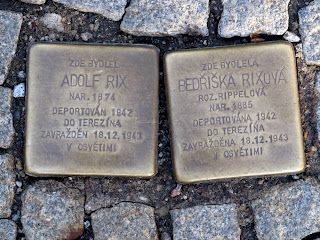 ZDE BYDLEL
ADOLF RIX
NAR. 1874
DEPORTOVÁN 1942
DO TEREZÍNA
ZAVRAŽDĚN 18.12.1943
V OSVĚTIMI
ZDE BYDLELA
BEDŘIŠKA RIXOVÁ
ROZ. RIPPELOVÁ
NAR. 1885
DEPORTOVÁNA 1942
DO TEREZÍNA
ZAVRAŽDĚNA 18.12.1943
V OSVĚTIMI